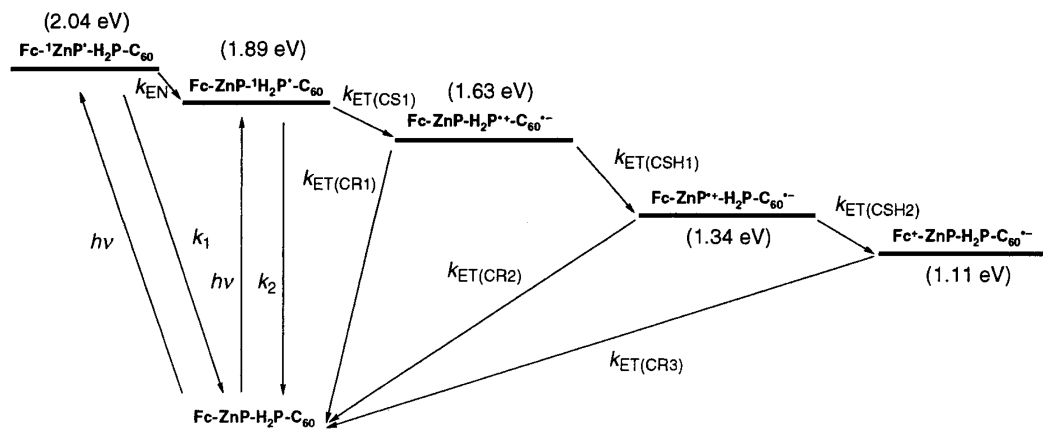 (2.04 eV)
Fc-¹ZnP*-H₂P-C₆₀
k_EN
(1.89 eV)
Fc-ZnP-¹H₂P*-C₆₀
k_ET(CS1)
(1.63 eV)
Fc-ZnP-H₂P•⁺-C₆₀•⁻
k_ET(CSH1)
k_ET(CR1)
Fc-ZnP•⁺-H₂P-C₆₀•⁻
(1.34 eV)
k_ET(CSH2)
Fc⁺-ZnP-H₂P-C₆₀•⁻
(1.11 eV)
hν
k₁
hν
k₂
k_ET(CR2)
k_ET(CR3)
Fc-ZnP-H₂P-C₆₀